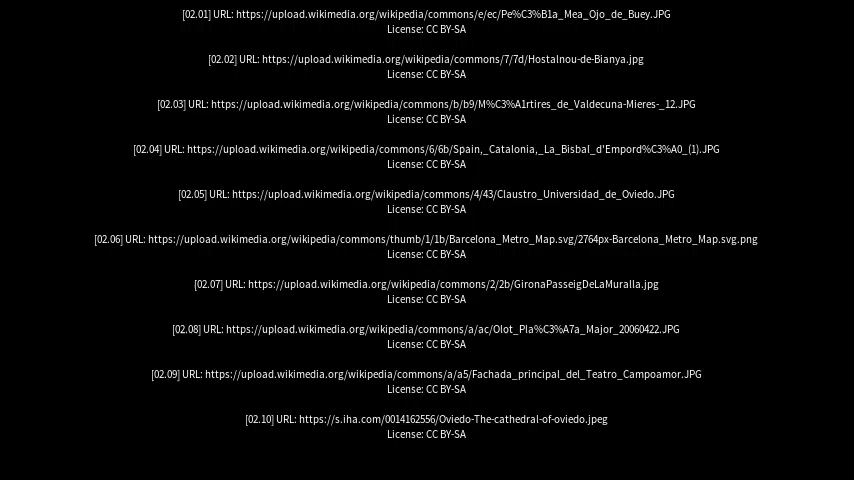 [02.01] URL: https://upload.wikimedia.org/wikipedia/commons/e/ec/Pe%C3%B1a_Mea_Ojo_de_Buey.JPG
License: CC BY-SA
[02.02] URL: https://upload.wikimedia.org/wikipedia/commons/7/7d/Hostalnou-de-Bianya.jpg
License: CC BY-SA
[02.03] URL: https://upload.wikimedia.org/wikipedia/commons/b/b9/M%C3%A1rtires_de_Valdecuna-Mieres-_12.JPG
License: CC BY-SA
[02.04] URL: https://upload.wikimedia.org/wikipedia/commons/6/6b/Spain,_Catalonia,_La_Bisbal_d'Empord%C3%A0_(1).JPG
License: CC BY-SA
[02.05] URL: https://upload.wikimedia.org/wikipedia/commons/4/43/Claustro_Universidad_de_Oviedo.JPG
License: CC BY-SA
[02.06] URL: https://upload.wikimedia.org/wikipedia/commons/thumb/1/1b/Barcelona_Metro_Map.svg/2764px-Barcelona_Metro_Map.svg.png
License: CC BY-SA
[02.07] URL: https://upload.wikimedia.org/wikipedia/commons/2/2b/GironaPasseigDeLaMuralla.jpg
License: CC BY-SA
[02.08] URL: https://upload.wikimedia.org/wikipedia/commons/a/ac/Olot_Pla%C3%A7a_Major_20060422.JPG
License: CC BY-SA
[02.09] URL: https://upload.wikimedia.org/wikipedia/commons/a/a5/Fachada_principal_del_Teatro_Campoamor.JPG
License: CC BY-SA
[02.10] URL: https://s.iha.com/0014162556/Oviedo-The-cathedral-of-oviedo.jpeg
License: CC BY-SA